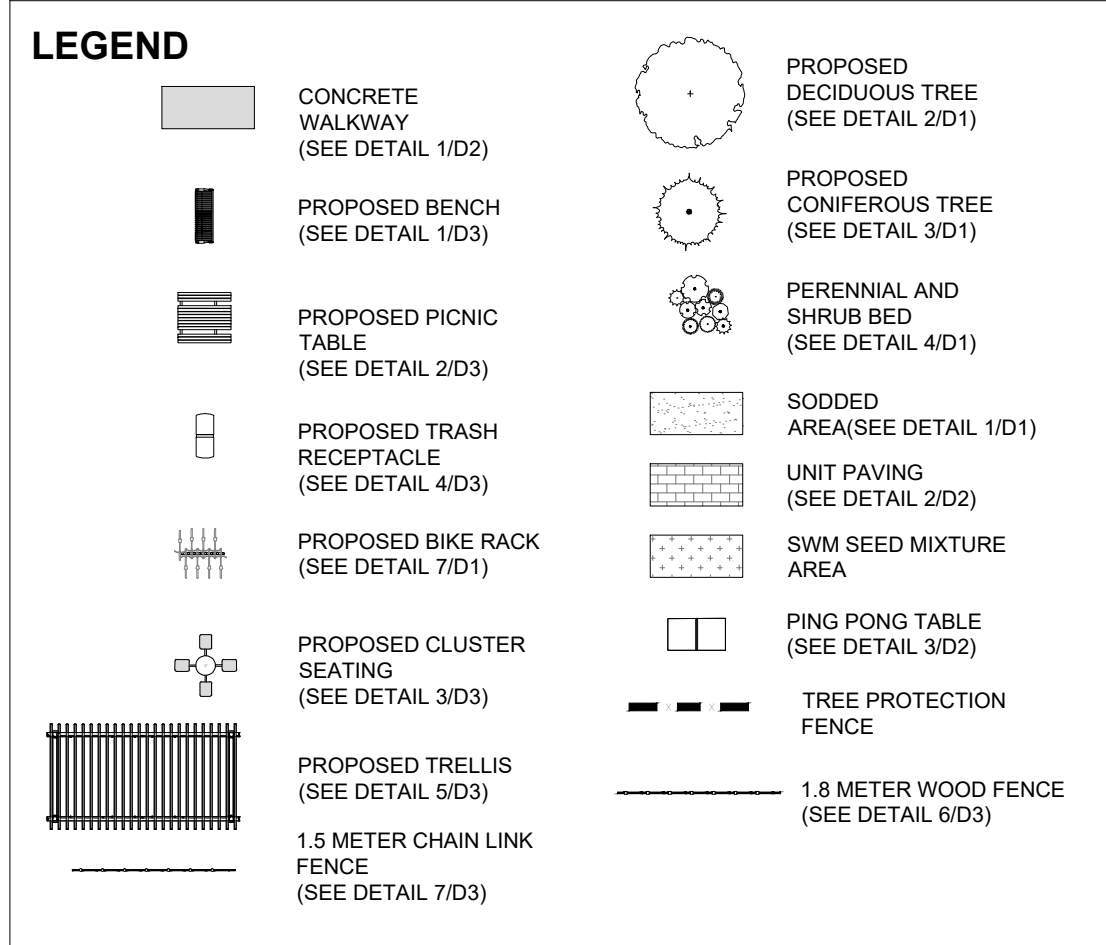 LEGEND
CONCRETE
WALKWAY
(SEE DETAIL 1/D2)
PROPOSED BENCH
(SEE DETAIL 1/D3)
PROPOSED PICNIC
TABLE
(SEE DETAIL 2/D3)
PROPOSED TRASH
RECEPTACLE
(SEE DETAIL 4/D3)
PROPOSED BIKE RACK
(SEE DETAIL 7/D1)
PROPOSED CLUSTER
SEATING
(SEE DETAIL 3/D3)
PROPOSED TRELLIS
(SEE DETAIL 5/D3)
1.5 METER CHAIN LINK
FENCE
(SEE DETAIL 7/D3)
PROPOSED
DECIDUOUS TREE
(SEE DETAIL 2/D1)
PROPOSED
CONIFEROUS TREE
(SEE DETAIL 3/D1)
PERENNIAL AND
SHRUB BED
(SEE DETAIL 4/D1)
SODDED
AREA(SEE DETAIL 1/D1)
UNIT PAVING
(SEE DETAIL 2/D2)
SWM SEED MIXTURE
AREA
PING PONG TABLE
(SEE DETAIL 3/D2)
TREE PROTECTION
FENCE
1.8 METER WOOD FENCE
(SEE DETAIL 6/D3)